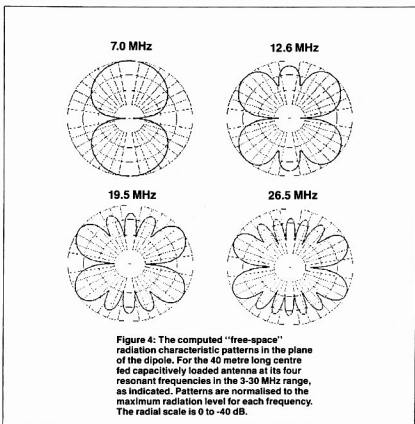 7.0 MHz
12.6 MHz
19.5 MHz
26.5 MHz
Figure 4: The computed "free-space"
radiation characteristic patterns in the plane
of the dipole. For the 40 metre long centre
fed capacitively loaded antenna at its four
resonant frequencies in the 3-30 MHz range,
as indicated. Patterns are normalised to the
maximum radiation level for each frequency.
The radial scale is 0 to -40 dB.